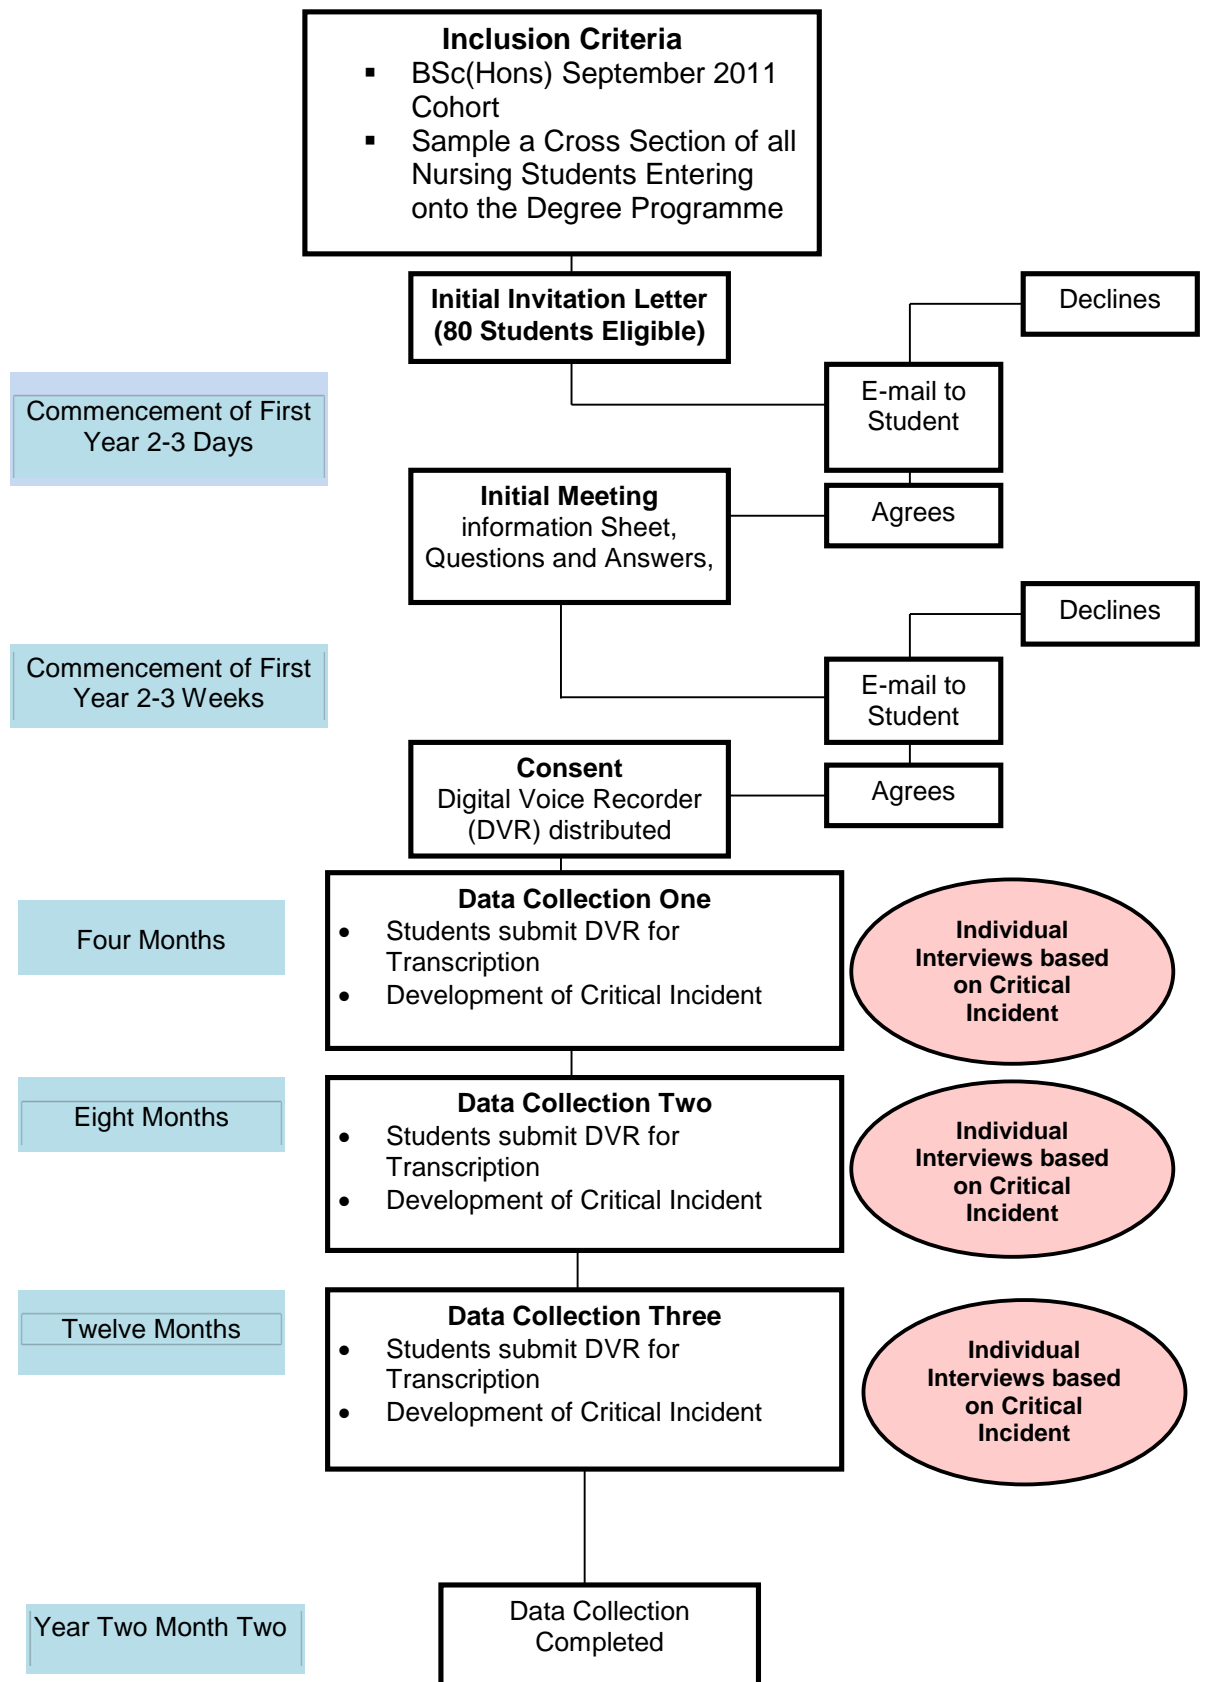 Inclusion Criteria
▪ BSc(Hons) September 2011
Cohort
▪ Sample a Cross Section of all
Nursing Students Entering
onto the Degree Programme
Initial Invitation Letter
(80 Students Eligible)
Declines
E-mail to
Student
Commencement of First
Year 2-3 Days
Initial Meeting
information Sheet,
Questions and Answers,
Agrees
Declines
Commencement of First
Year 2-3 Weeks
E-mail to
Student
Consent
Digital Voice Recorder
(DVR) distributed
Agrees
Four Months
Data Collection One
• Students submit DVR for
Transcription
• Development of Critical Incident
Individual
Interviews based
on Critical
Incident
Eight Months
Data Collection Two
• Students submit DVR for
Transcription
• Development of Critical Incident
Individual
Interviews based
on Critical
Incident
Twelve Months
Data Collection Three
• Students submit DVR for
Transcription
• Development of Critical Incident
Individual
Interviews based
on Critical
Incident
Year Two Month Two
Data Collection
Completed